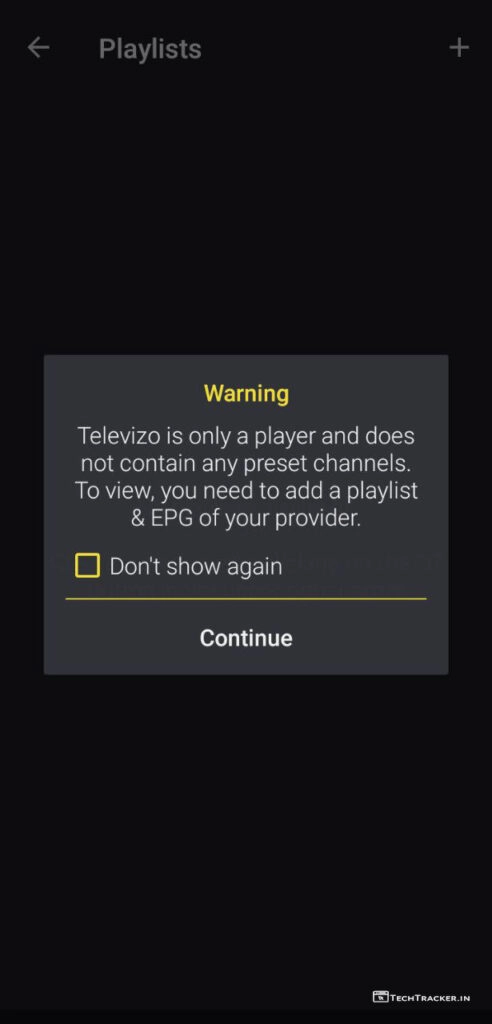 Playlists
Warning
Televizo is only a player and does
not contain any preset channels.
To view, you need to add a playlist
& EPG of your provider.
Don't show again
Continue
TechTracker.in